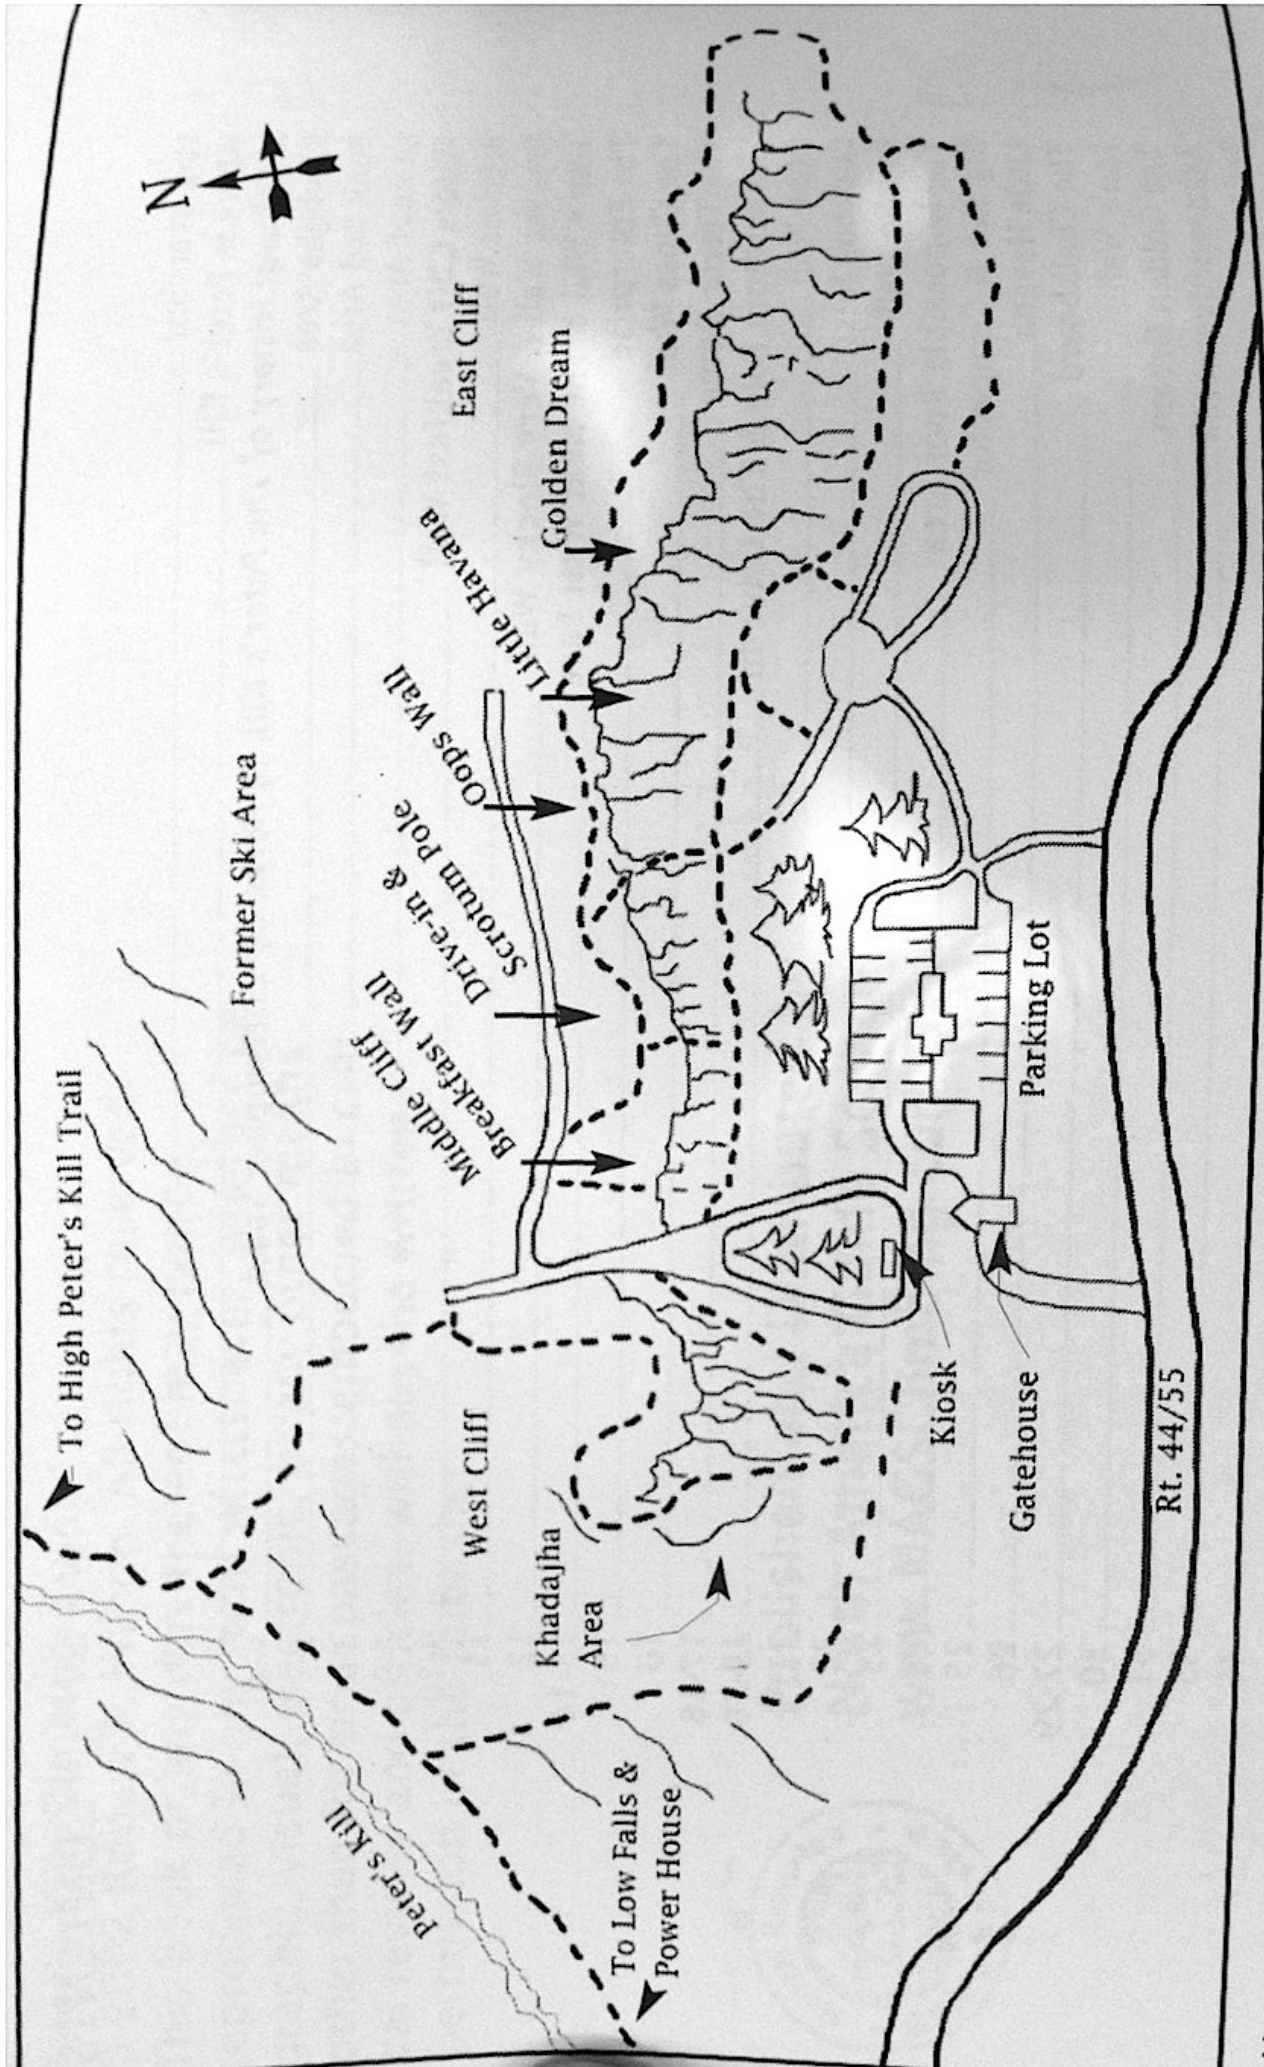 To High Peter's Kill Trail
Former Ski Area
N
Peter's Kill
West Cliff
Middle Cliff
Breakfast Wall
Drive-in &
Scrotum Pole
Oops Wall
Little Havana
East Cliff
Golden Dream
Khadajha
Area
To Low Falls &
Power House
Kiosk
Gatehouse
Parking Lot
Rt. 44/55